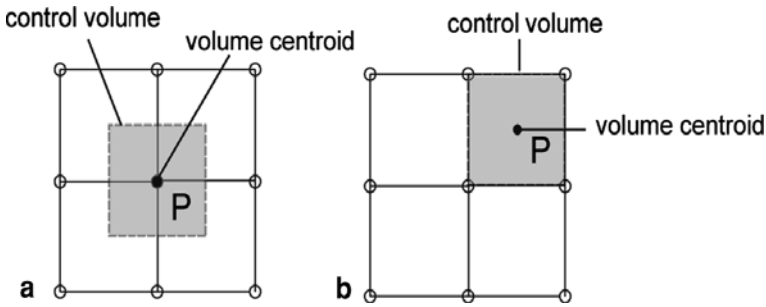 control volume
volume centroid
P
a
control volume
volume centroid
P
b